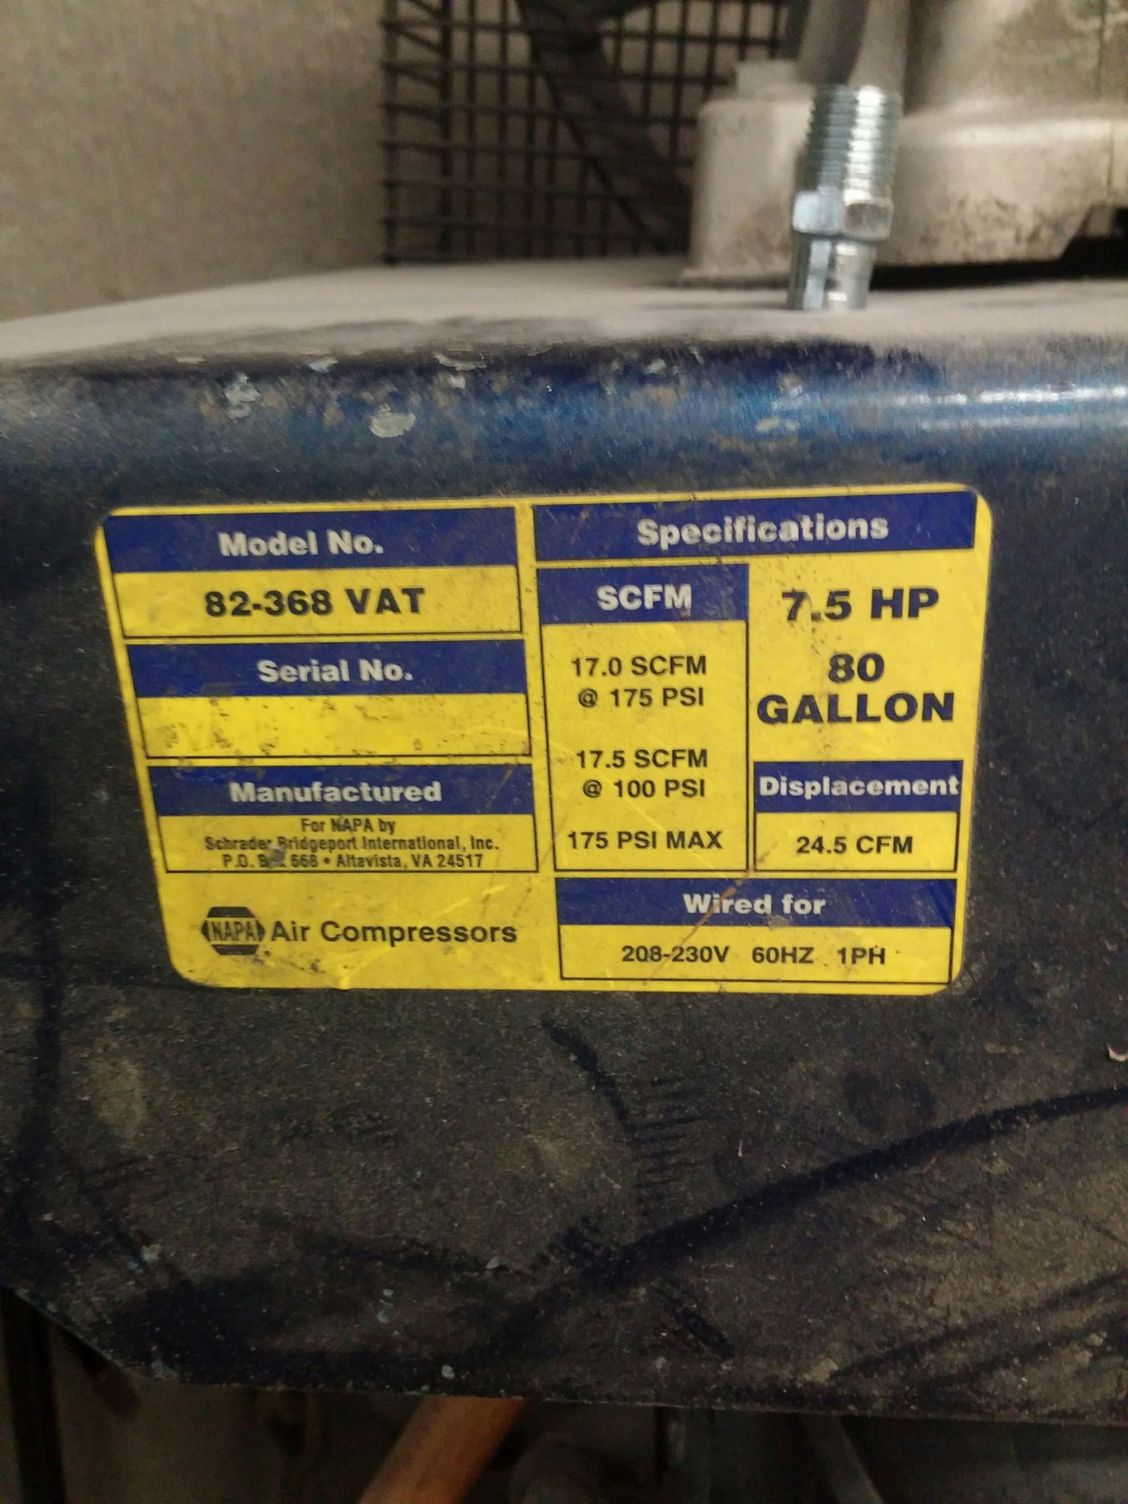 Model No.
82-368 VAT
Serial No.
Manufactured
For NAPA by
Schrader Bridgeport International, Inc.
P.O. Box 668 • Altavista, VA 24517
NAPA Air Compressors
Specifications
SCFM
17.0 SCFM
@ 175 PSI
17.5 SCFM
@ 100 PSI
175 PSI MAX
7.5 HP
80
GALLON
Displacement
24.5 CFM
Wired for
208-230V 60HZ 1PH